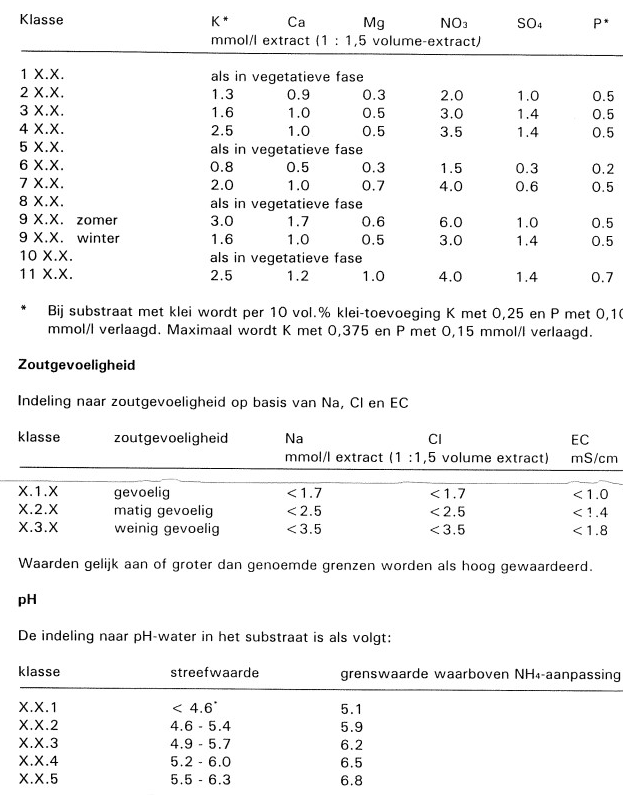 Klasse K* Ca Mg NO₃ SO₄ P*
mmol/l extract (1 : 1,5 volume-extract)
1 X.X. als in vegetatieve fase
2 X.X. 1.3 0.9 0.3 2.0 1.0 0.5
3 X.X. 1.6 1.0 0.5 3.0 1.4 0.5
4 X.X. 2.5 1.0 0.5 3.5 1.4 0.5
5 X.X. als in vegetatieve fase
6 X.X. 0.8 0.5 0.3 1.5 0.3 0.2
7 X.X. 2.0 1.0 0.7 4.0 0.6 0.5
8 X.X. als in vegetatieve fase
9 X.X. zomer 3.0 1.7 0.6 6.0 1.0 0.5
9 X.X. winter 1.6 1.0 0.5 3.0 1.4 0.5
10 X.X. als in vegetatieve fase
11 X.X. 2.5 1.2 1.0 4.0 1.4 0.7
* Bij substraat met klei wordt per 10 vol.% klei-toevoeging K met 0,25 en P met 0,10
mmol/l verlaagd. Maximaal wordt K met 0,375 en P met 0,15 mmol/l verlaagd.
Zoutgevoeligheid
Indeling naar zoutgevoeligheid op basis van Na, Cl en EC
klasse zoutgevoeligheid Na Cl EC
mmol/l extract (1 :1,5 volume extract) mS/cm
X.1.X gevoelig <1.7 <1.7 <1.0
X.2.X matig gevoelig <2.5 <2.5 <1.4
X.3.X weinig gevoelig <3.5 <3.5 <1.8
Waarden gelijk aan of groter dan genoemde grenzen worden als hoog gewaardeerd.
pH
De indeling naar pH-water in het substraat is als volgt:
klasse streefwaarde grenswaarde waarboven NH₄-aanpassing
X.X.1 < 4.6* 5.1
X.X.2 4.6 - 5.4 5.9
X.X.3 4.9 - 5.7 6.2
X.X.4 5.2 - 6.0 6.5
X.X.5 5.5 - 6.3 6.8